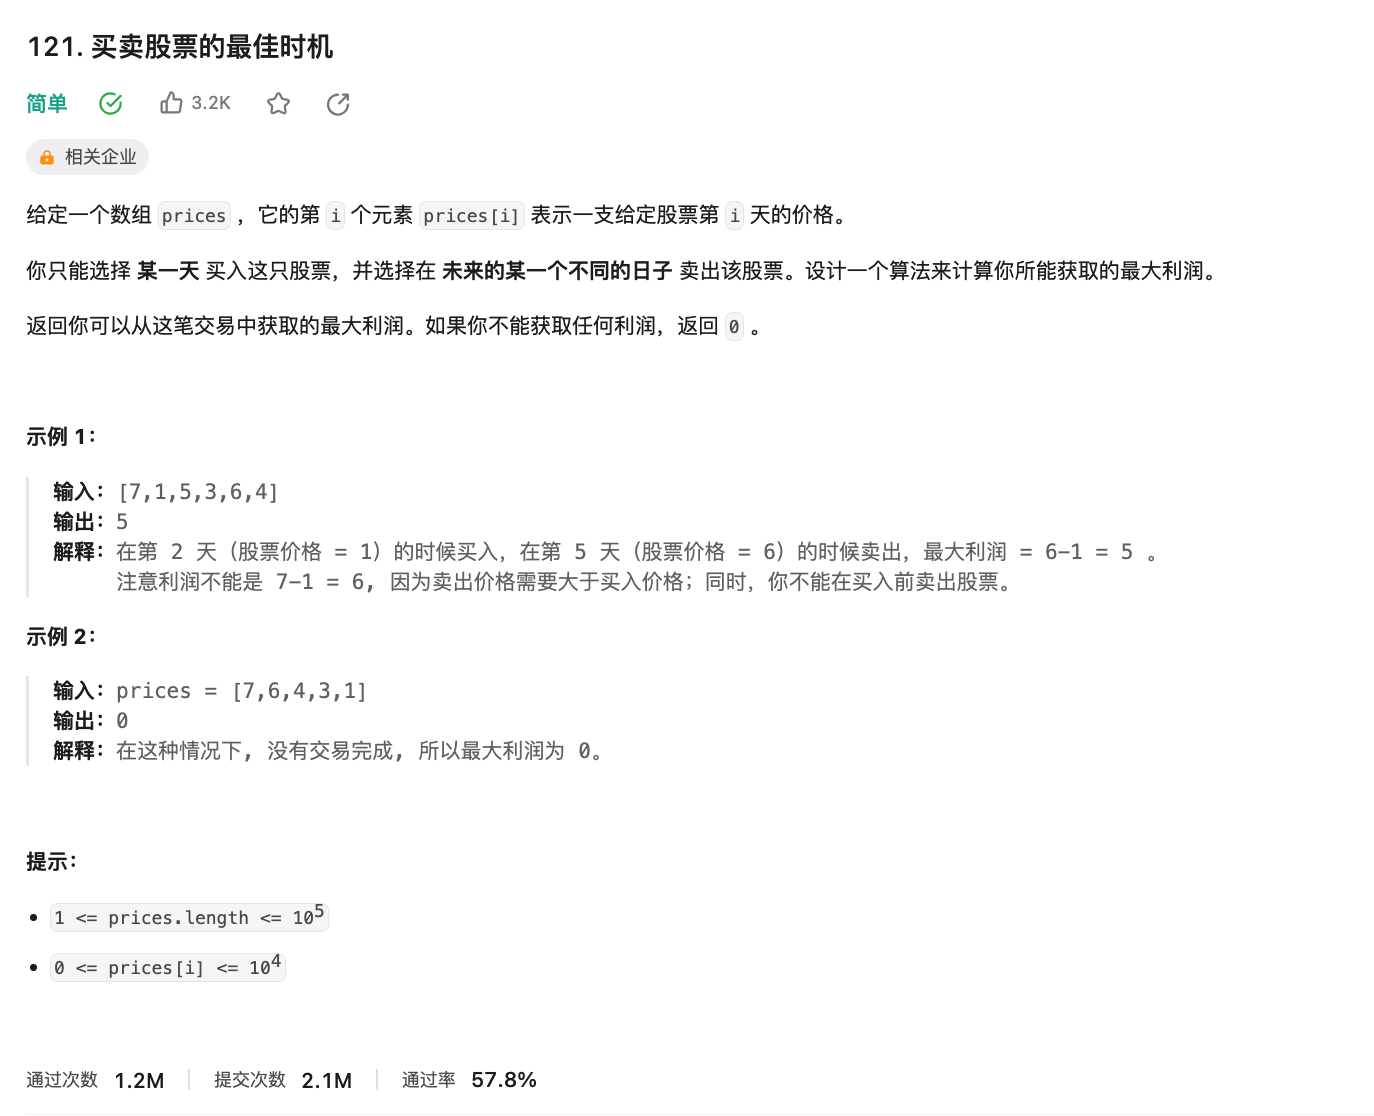 121. 买卖股票的最佳时机
简单 3.2K
相关企业
给定一个数组 prices ，它的第 i 个元素 prices[i] 表示一支给定股票第 i 天的价格。
你只能选择 某一天 买入这只股票，并选择在 未来的某一个不同的日子 卖出该股票。设计一个算法来计算你所能获取的最大利润。
返回你可以从这笔交易中获取的最大利润。如果你不能获取任何利润，返回 0 。
示例 1：
输入：[7,1,5,3,6,4]
输出：5
解释：在第 2 天（股票价格 = 1）的时候买入，在第 5 天（股票价格 = 6）的时候卖出，最大利润 = 6-1 = 5 。
注意利润不能是 7-1 = 6, 因为卖出价格需要大于买入价格；同时，你不能在买入前卖出股票。
示例 2：
输入：prices = [7,6,4,3,1]
输出：0
解释：在这种情况下, 没有交易完成, 所以最大利润为 0。
提示：
1 <= prices.length <= 10⁵
0 <= prices[i] <= 10⁴
通过次数 1.2M 提交次数 2.1M 通过率 57.8%